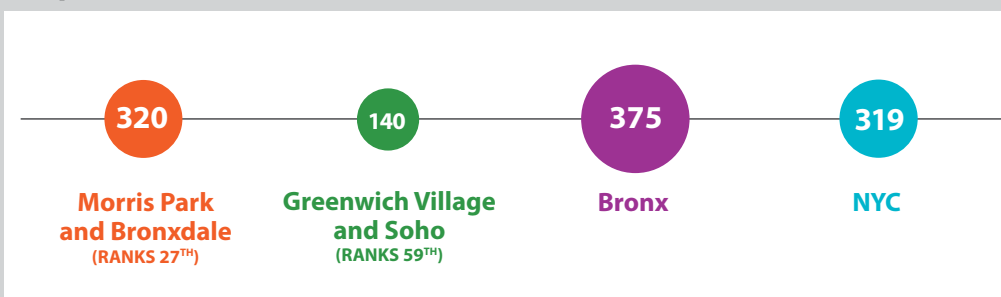 320
140
375
319
Morris Park
and Bronxdale
(RANKS 27TH)
Greenwich Village
and Soho
(RANKS 59TH)
Bronx
NYC